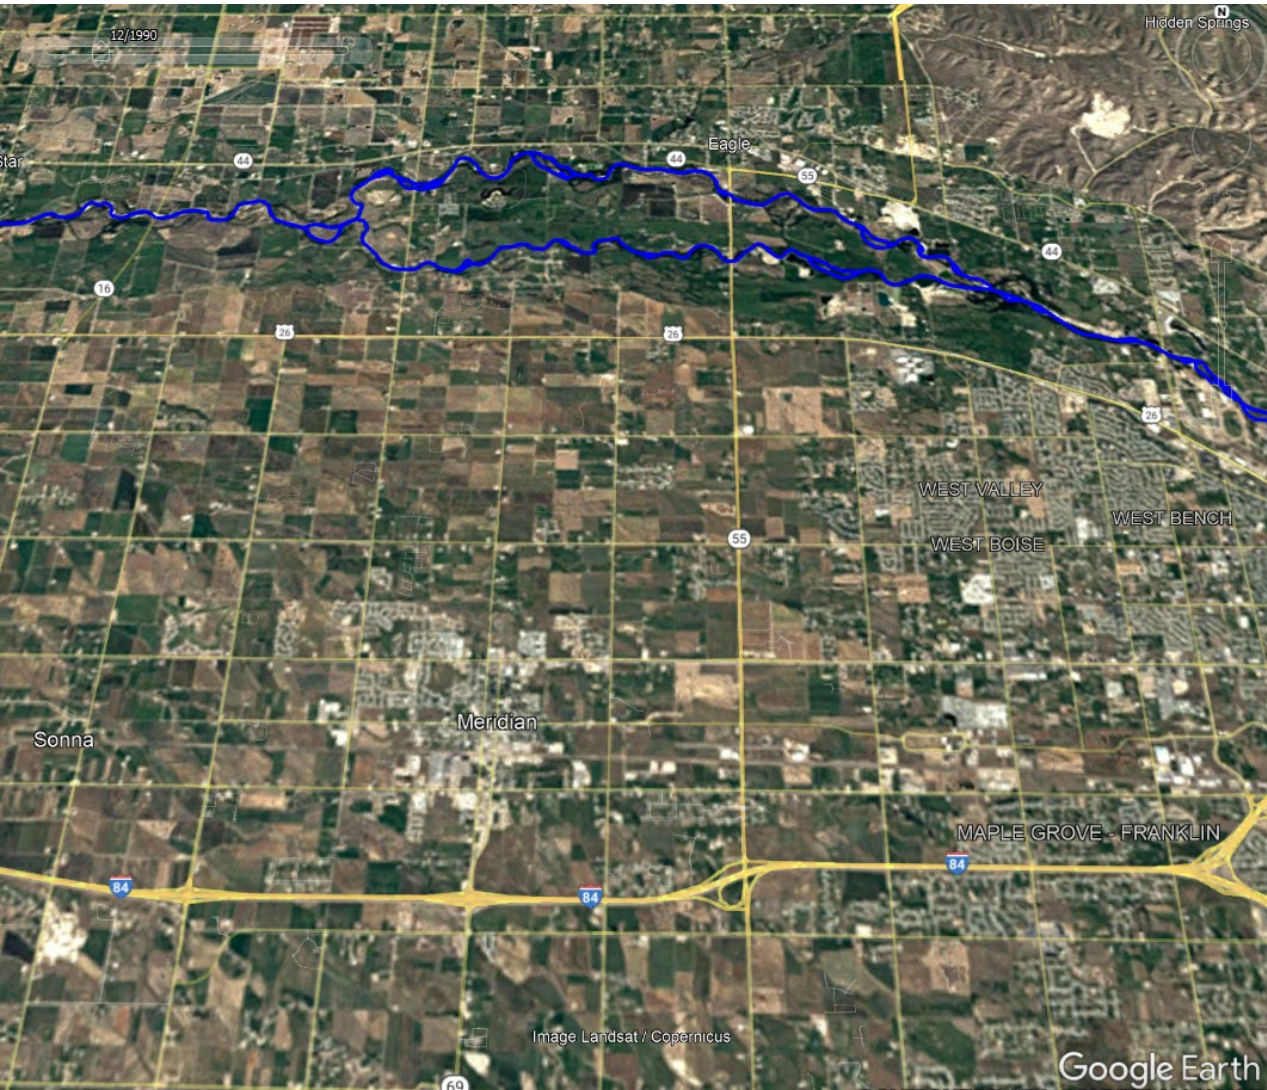 12/1990
N
Hidden Springs
Star
44
Eagle
44
55
44
16
26
26
26
WEST VALLEY
WEST BENCH
WEST BOISE
55
Meridian
Sonna
MAPLE GROVE - FRANKLIN
84
84
84
Image Landsat / Copernicus
Google Earth
69